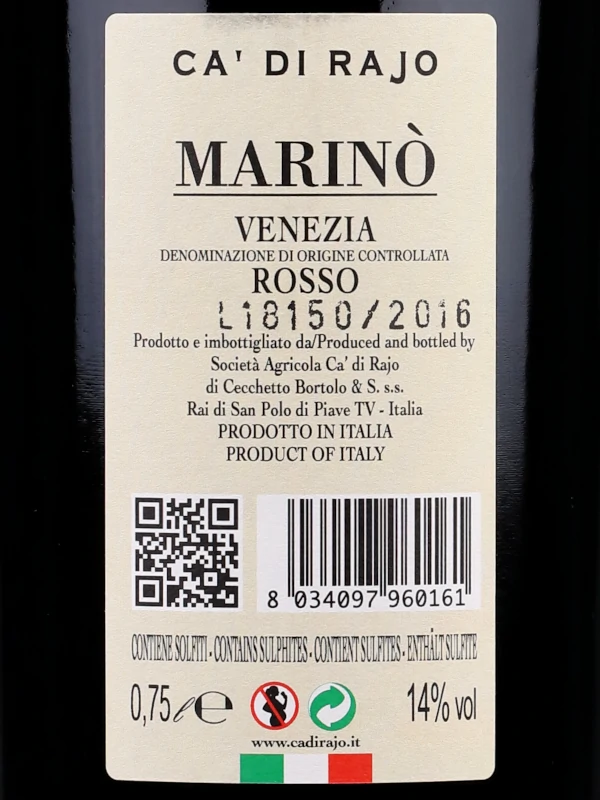 CA' DI RAJO
MARINÒ
VENEZIA
DENOMINAZIONE DI ORIGINE CONTROLLATA
ROSSO
L18150/2016
Prodotto e imbottigliato da/Produced and bottled by
Società Agricola Ca' di Rajo
di Cecchetto Bortolo & S. s.s.
Rai di San Polo di Piave TV - Italia
PRODOTTO IN ITALIA
PRODUCT OF ITALY
8 034097 960161
CONTIENE SOLFITI - CONTAINS SULPHITES - CONTIENT SULFITES - ENTHÄLT SULFITE
0,75 ℓ ℮ 14% vol
www.cadirajo.it